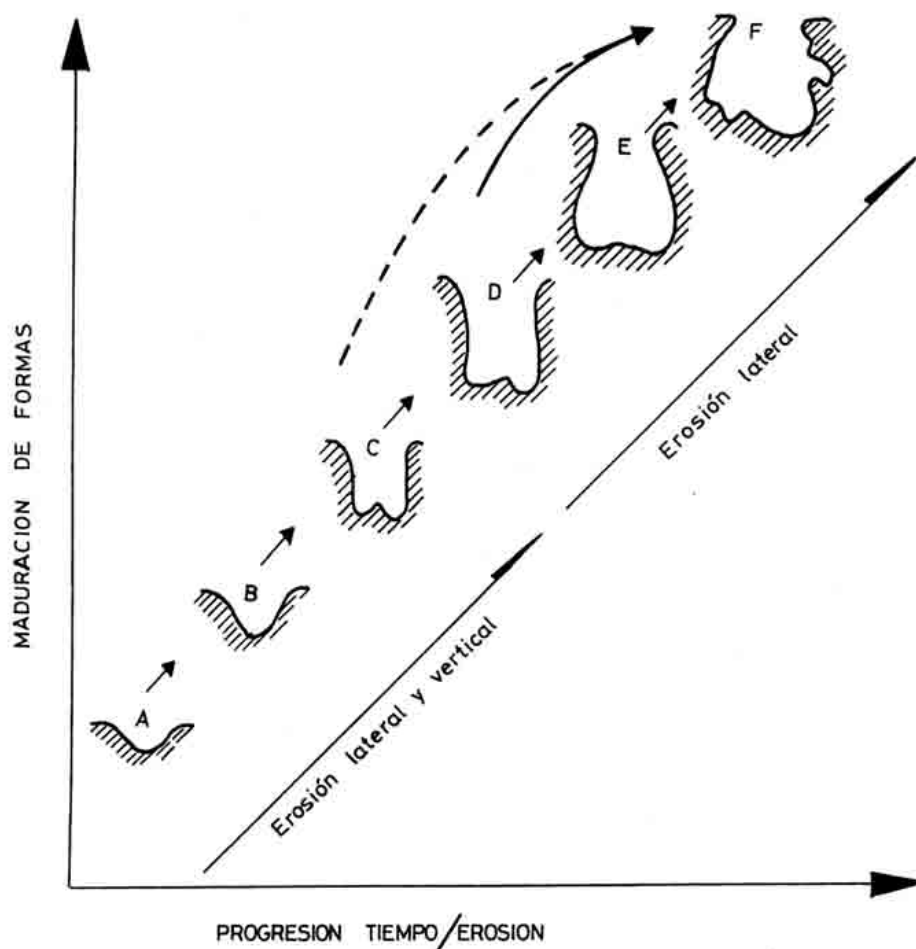 F
E
D
C
B
A
MADURACION DE FORMAS
Erosión lateral
Erosión lateral y vertical
PROGRESION TIEMPO/EROSION